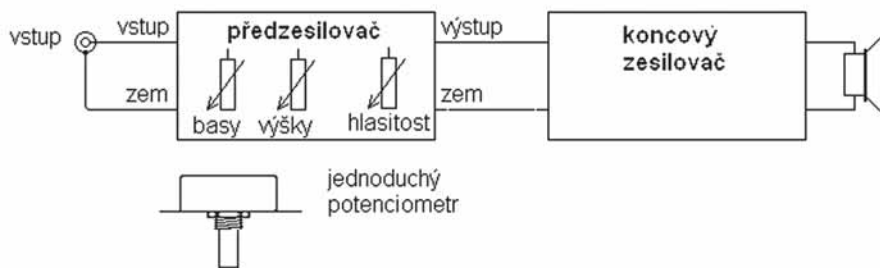 vstup
vstup
zem
předzesilovač
basy
výšky
hlasitost
výstup
zem
koncový
zesilovač
jednoduchý
potenciometr